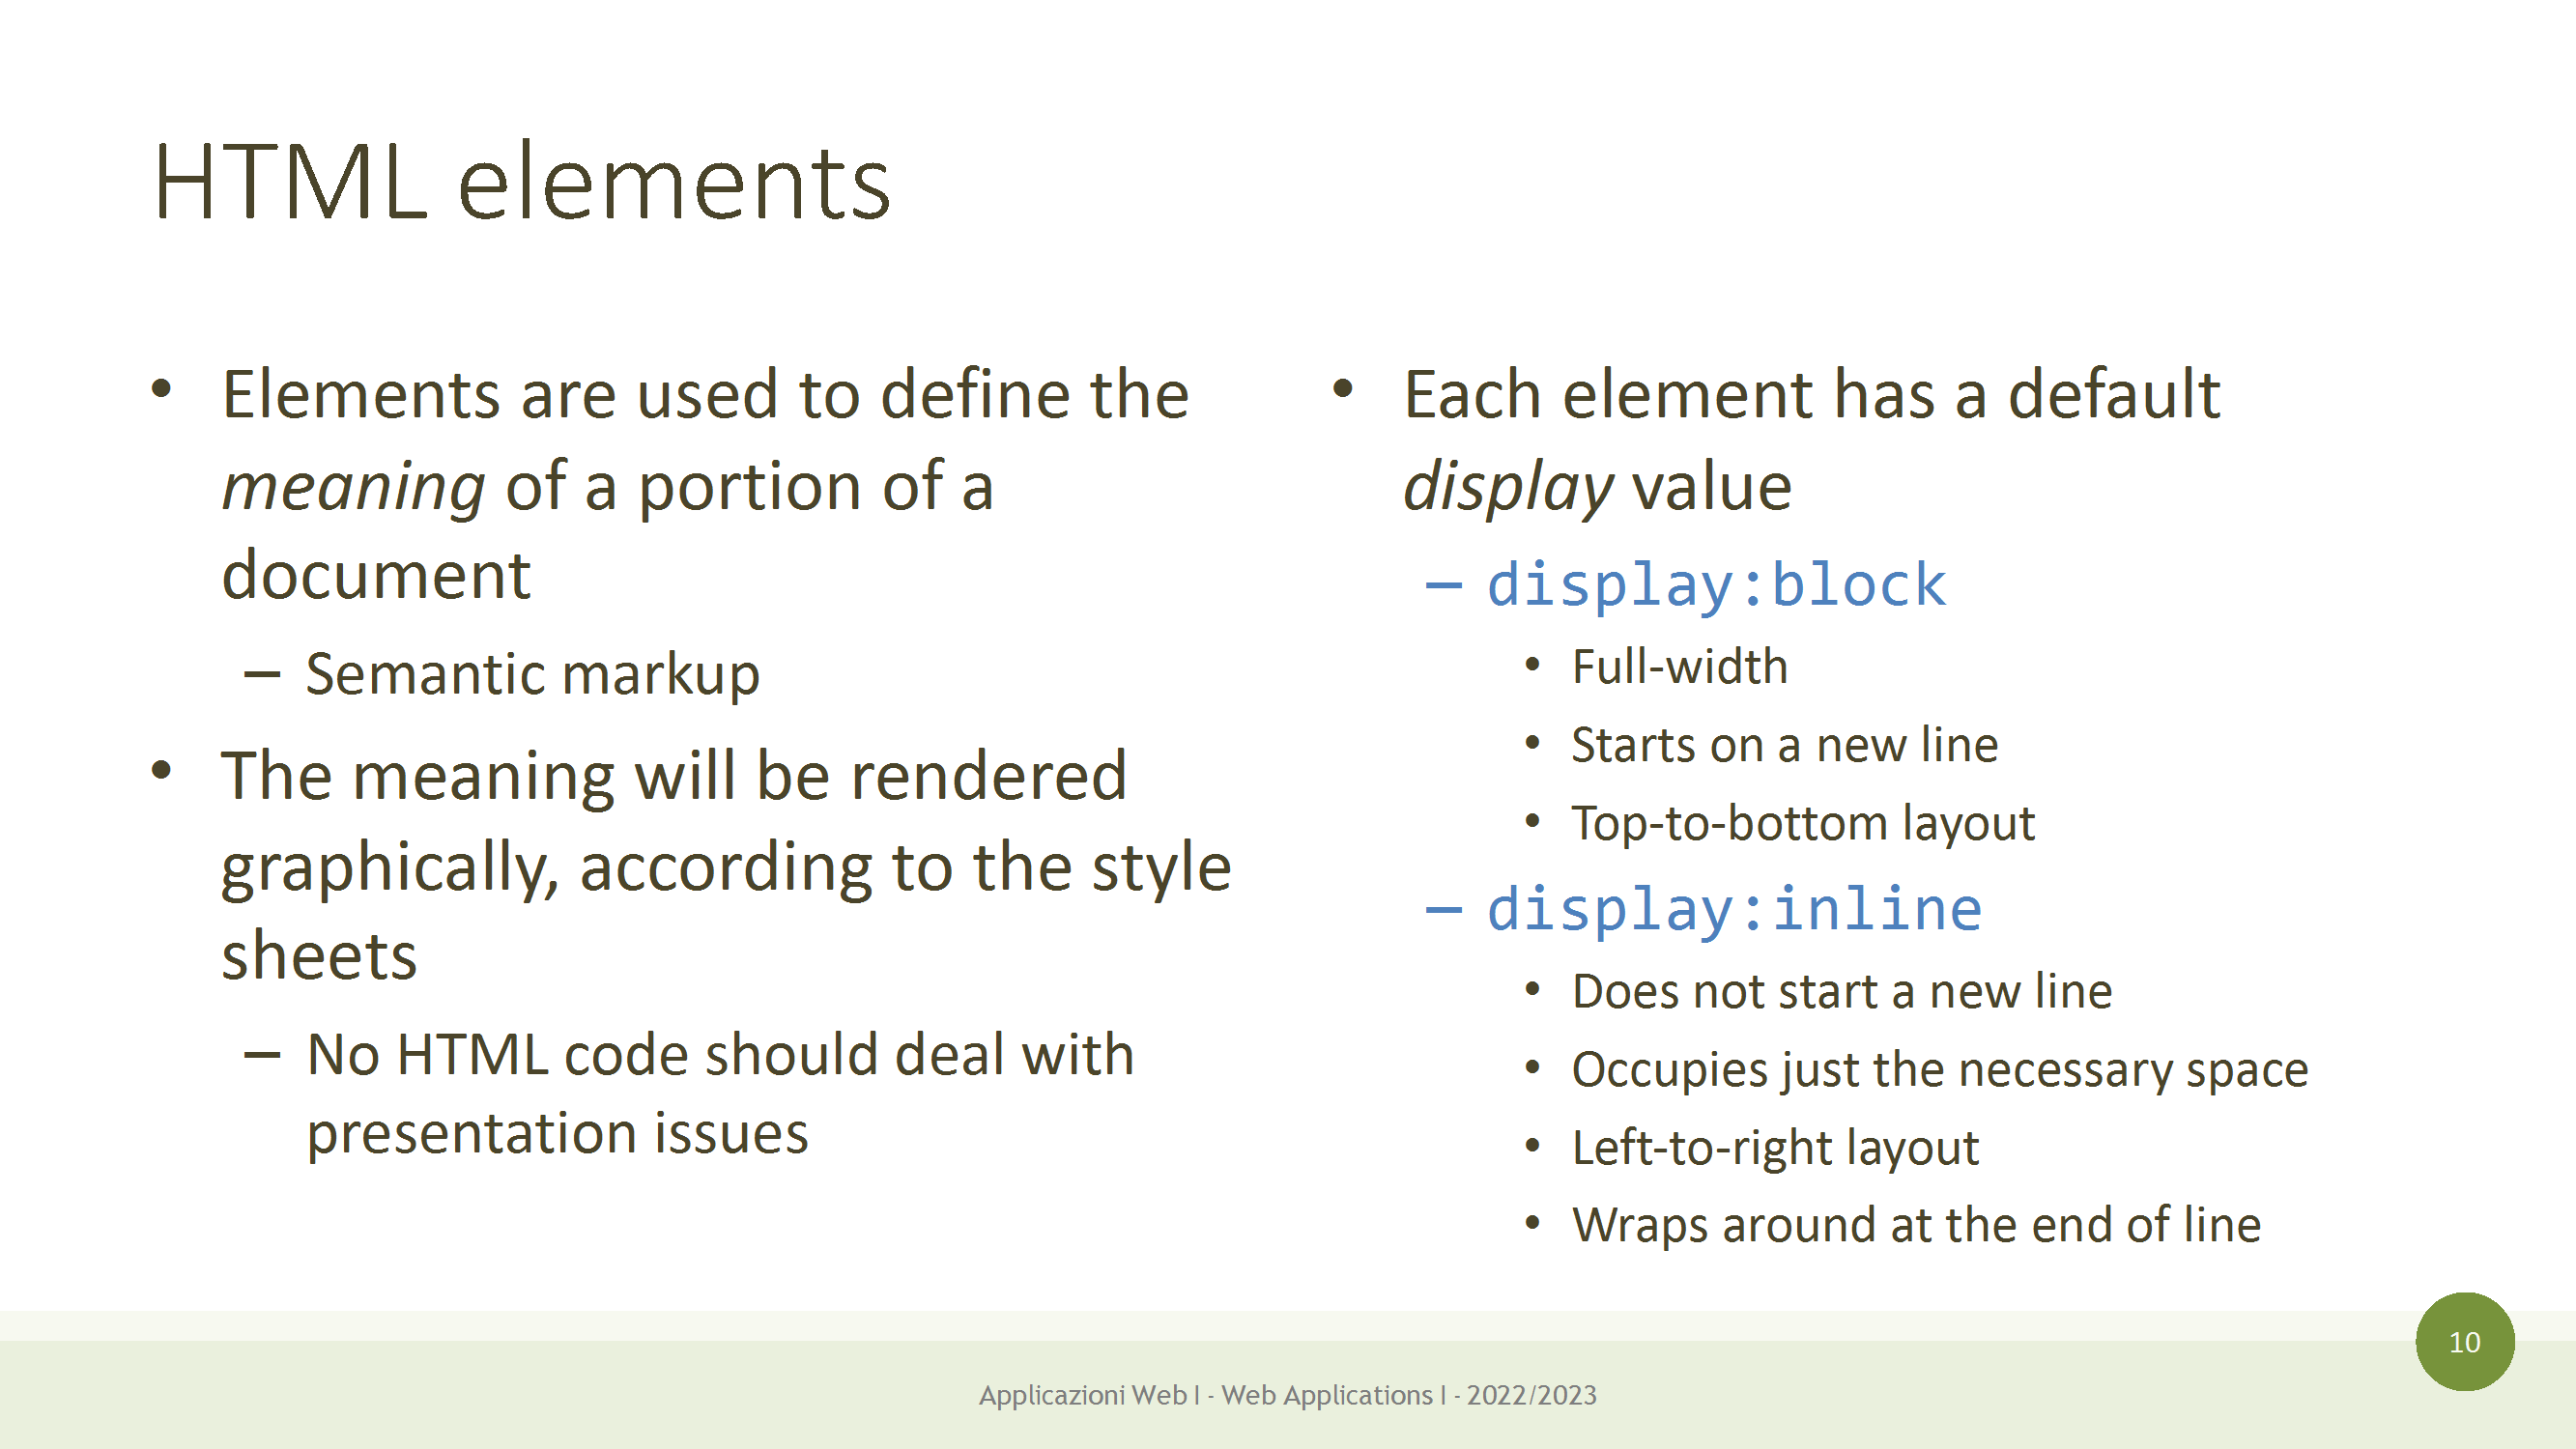 HTML elements
• Elements are used to define the
meaning of a portion of a
document
– Semantic markup
• The meaning will be rendered
graphically, according to the style
sheets
– No HTML code should deal with
presentation issues
• Each element has a default
display value
– display:block
• Full-width
• Starts on a new line
• Top-to-bottom layout
– display:inline
• Does not start a new line
• Occupies just the necessary space
• Left-to-right layout
• Wraps around at the end of line
10
Applicazioni Web I - Web Applications I - 2022/2023